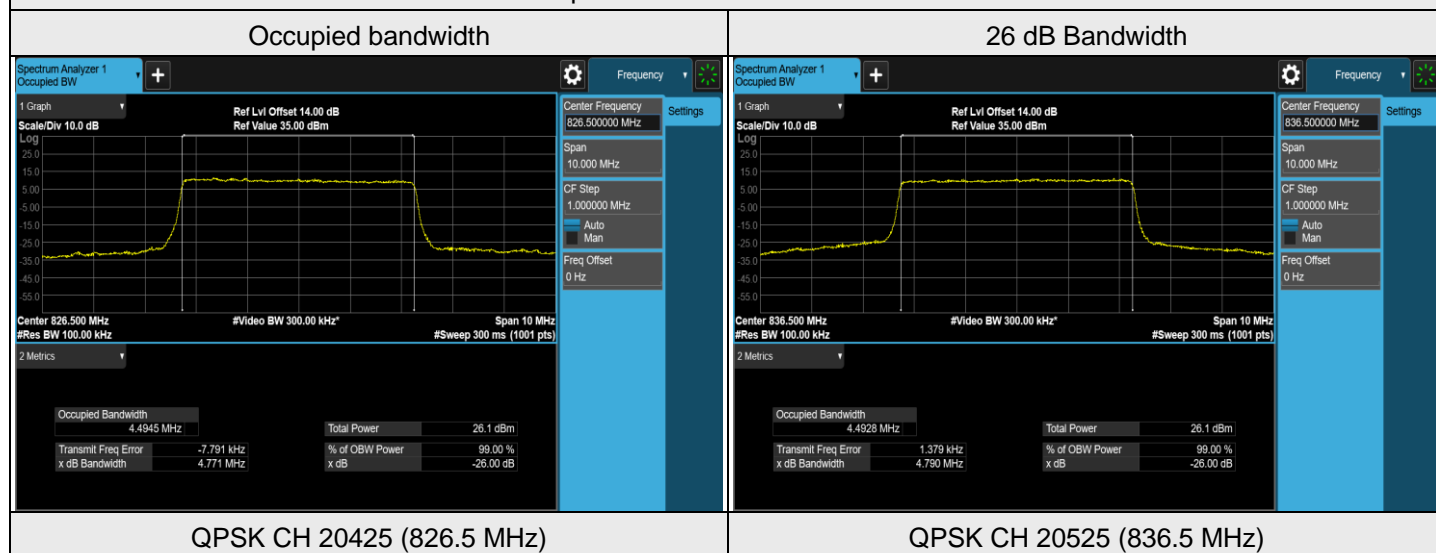 Occupied bandwidth
26 dB Bandwidth
Spectrum Analyzer 1
Occupied BW
+
Frequency
1 Graph
Scale/Div 10.0 dB
Ref Lvl Offset 14.00 dB
Ref Value 35.00 dBm
Log
25.0
15.0
5.00
-5.00
-15.0
-25.0
-35.0
-45.0
-55.0
Center 826.500 MHz
#Res BW 100.00 kHz
#Video BW 300.00 kHz*
Span 10 MHz
#Sweep 300 ms (1001 pts)
Center Frequency
826.500000 MHz
Settings
Span
10.000 MHz
CF Step
1.000000 MHz
Auto
Man
Freq Offset
0 Hz
2 Metrics
Occupied Bandwidth
4.4945 MHz
Total Power 26.1 dBm
Transmit Freq Error -7.791 kHz % of OBW Power 99.00 %
x dB Bandwidth 4.771 MHz x dB -26.00 dB
Spectrum Analyzer 1
Occupied BW
+
Frequency
1 Graph
Scale/Div 10.0 dB
Ref Lvl Offset 14.00 dB
Ref Value 35.00 dBm
Log
25.0
15.0
5.00
-5.00
-15.0
-25.0
-35.0
-45.0
-55.0
Center 836.500 MHz
#Res BW 100.00 kHz
#Video BW 300.00 kHz*
Span 10 MHz
#Sweep 300 ms (1001 pts)
Center Frequency
836.500000 MHz
Settings
Span
10.000 MHz
CF Step
1.000000 MHz
Auto
Man
Freq Offset
0 Hz
2 Metrics
Occupied Bandwidth
4.4928 MHz
Total Power 26.1 dBm
Transmit Freq Error 1.379 kHz % of OBW Power 99.00 %
x dB Bandwidth 4.790 MHz x dB -26.00 dB
QPSK CH 20425 (826.5 MHz)
QPSK CH 20525 (836.5 MHz)